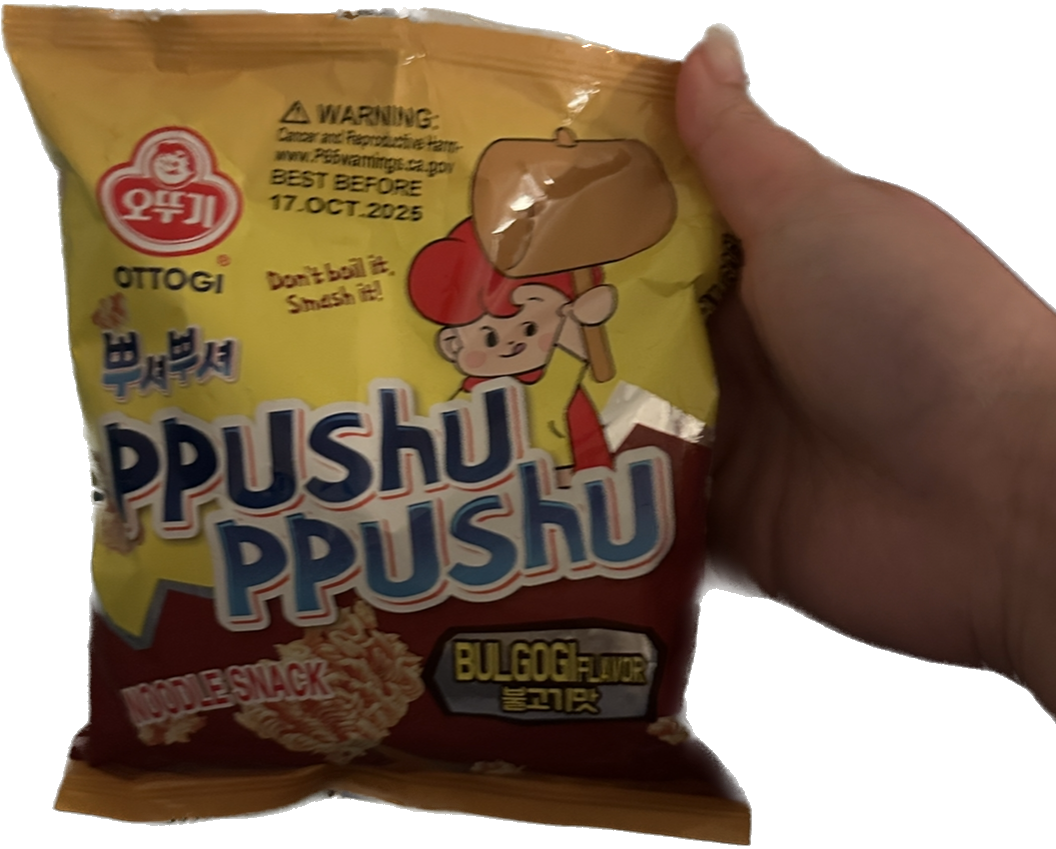 ⚠ WARNING:
Cancer and Reproductive Harm-
www.P65warnings.ca.gov
BEST BEFORE
17.OCT.2025
오뚜기
OTTOGI®
Don't boil it,
Smash it!
뿌셔뿌셔
PPUSHU
PPUSHU
NOODLE SNACK
BULGOGI FLAVOR
불고기맛